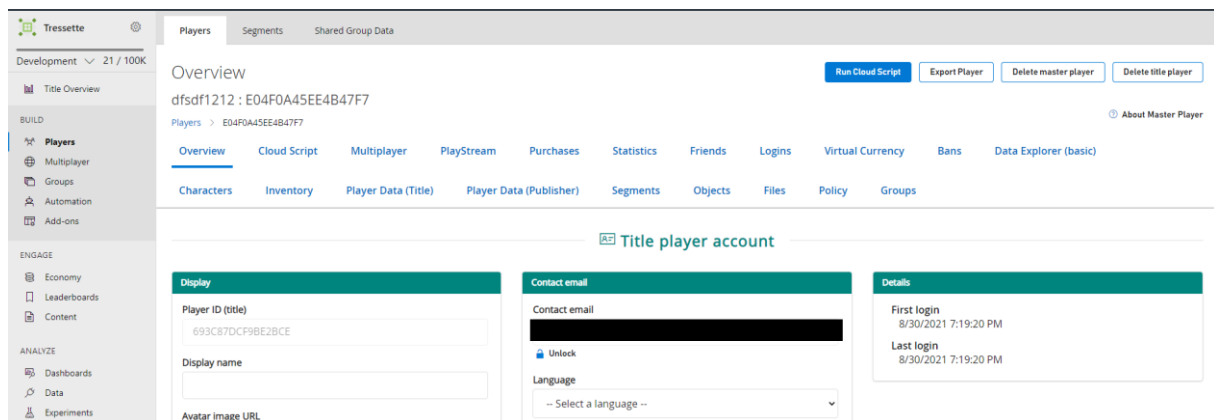 Tressette
Development 21 / 100K
Title Overview
BUILD
Players
Multiplayer
Groups
Automation
Add-ons
ENGAGE
Economy
Leaderboards
Content
ANALYZE
Dashboards
Data
Experiments
Players Segments Shared Group Data
Overview
Run Cloud Script Export Player Delete master player Delete title player
dfsdf1212 : E04F0A45EE4B47F7
Players > E04F0A45EE4B47F7
About Master Player
Overview Cloud Script Multiplayer PlayStream Purchases Statistics Friends Logins Virtual Currency Bans Data Explorer (basic)
Characters Inventory Player Data (Title) Player Data (Publisher) Segments Objects Files Policy Groups
Title player account
Display
Player ID (title)
693C87DCF9BE2BCE
Display name
Avatar image URL
Contact email
Contact email
Unlock
Language
-- Select a language --
Details
First login
8/30/2021 7:19:20 PM
Last login
8/30/2021 7:19:20 PM